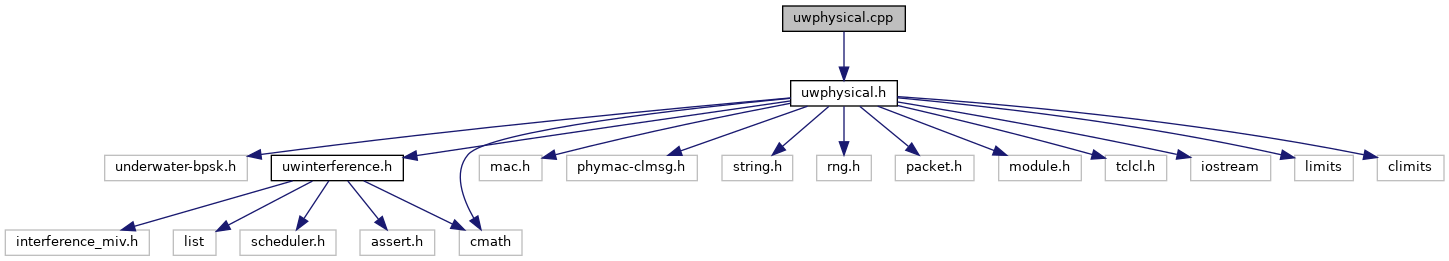 uwphysical.cpp
uwphysical.h
underwater-bpsk.h
uwinterference.h
mac.h
phymac-clmsg.h
string.h
rng.h
packet.h
module.h
tclcl.h
iostream
limits
climits
interference_miv.h
list
scheduler.h
assert.h
cmath